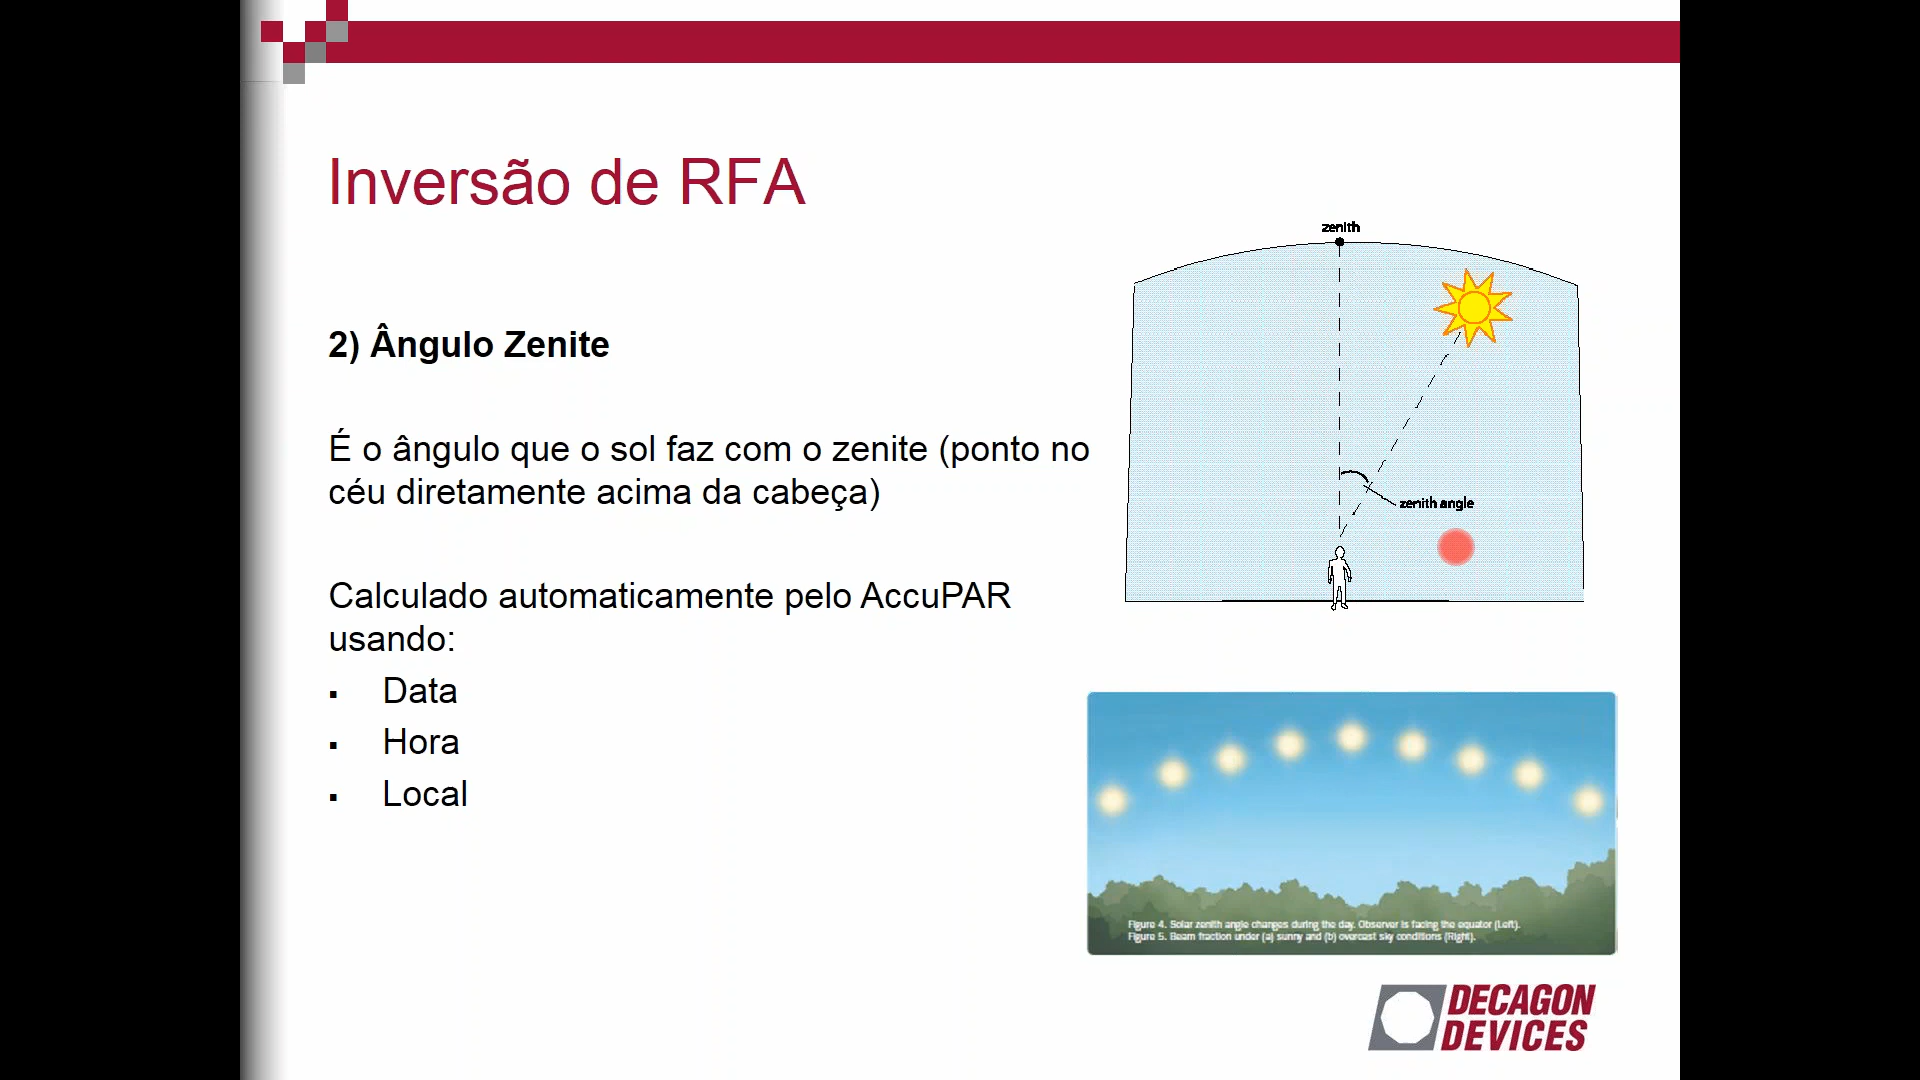 Inversão de RFA
zenith
2) Ângulo Zenite
É o ângulo que o sol faz com o zenite (ponto no
céu diretamente acima da cabeça)
zenith angle
Calculado automaticamente pelo AccuPAR
usando:
▪ Data
▪ Hora
▪ Local
Figure 4. Solar zenith angle changes during the day. Observer is facing the equator (Left).
Figure 5. Beam fraction under (a) sunny and (b) overcast sky conditions (Right).
DECAGON
DEVICES